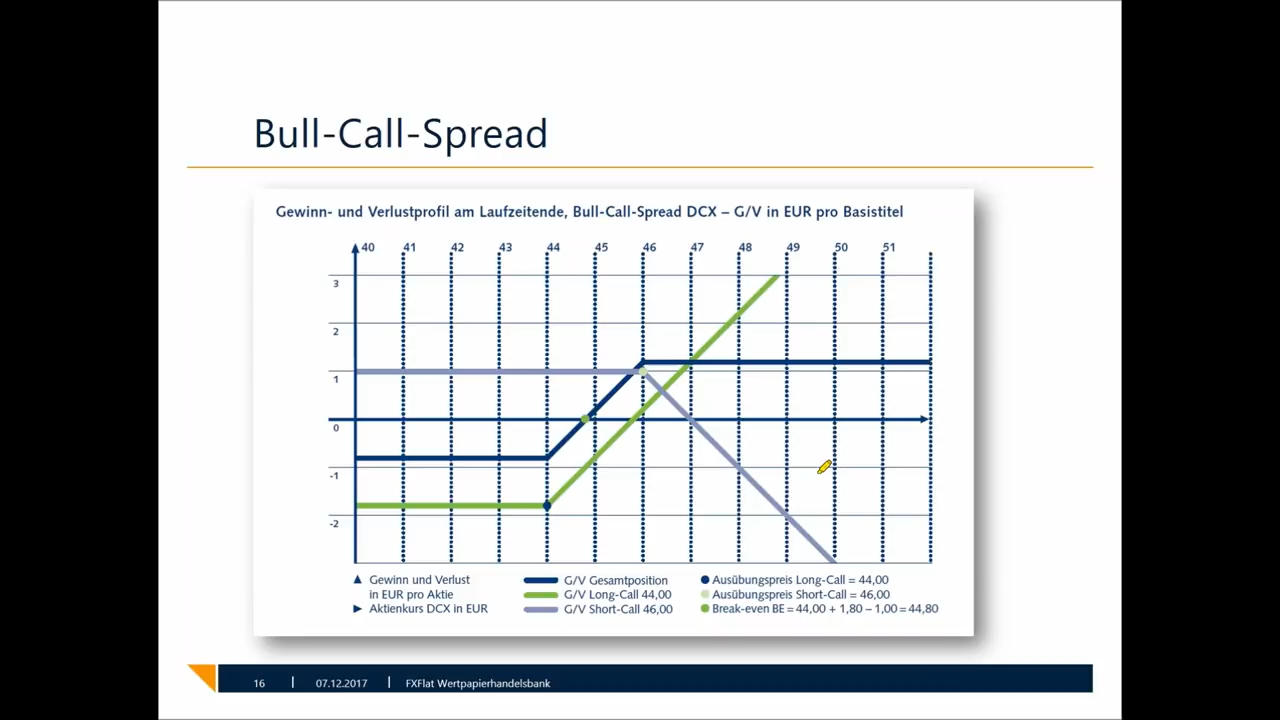 Bull-Call-Spread
Gewinn- und Verlustprofil am Laufzeitende, Bull-Call-Spread DCX – G/V in EUR pro Basistitel
40 41 42 43 44 45 46 47 48 49 50 51
3
2
1
0
-1
-2
Gewinn und Verlust
in EUR pro Aktie
Aktienkurs DCX in EUR
G/V Gesamtposition
G/V Long-Call 44,00
G/V Short-Call 46,00
Ausübungspreis Long-Call = 44,00
Ausübungspreis Short-Call = 46,00
Break-even BE = 44,00 + 1,80 – 1,00 = 44,80
16 | 07.12.2017 | FXFlat Wertpapierhandelsbank